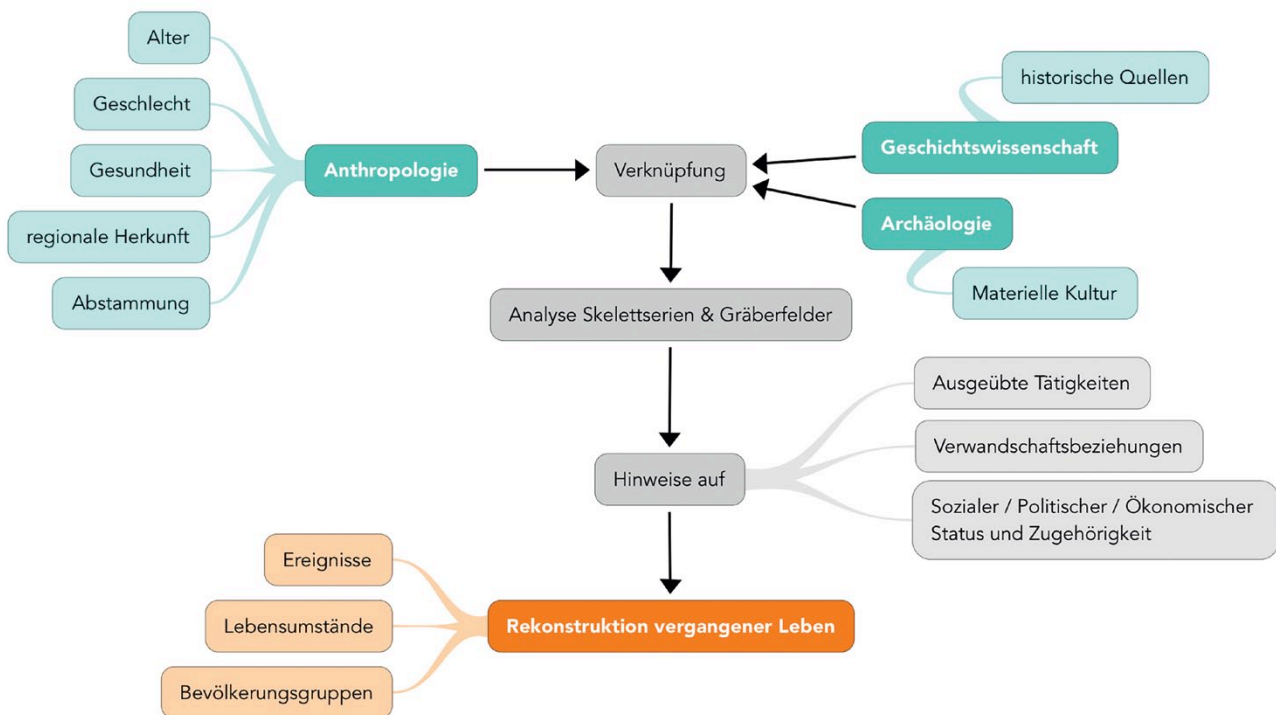 Alter
Geschlecht
Gesundheit
regionale Herkunft
Abstammung
Anthropologie
Verknüpfung
historische Quellen
Geschichtswissenschaft
Archäologie
Materielle Kultur
Analyse Skelettserien & Gräberfelder
Hinweise auf
Ausgeübte Tätigkeiten
Verwandschaftsbeziehungen
Sozialer / Politischer / Ökonomischer
Status und Zugehörigkeit
Ereignisse
Lebensumstände
Bevölkerungsgruppen
Rekonstruktion vergangener Leben